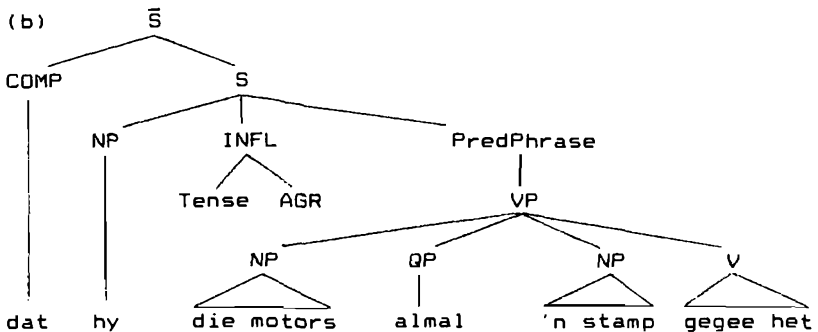 (b) S̄
COMP S
NP INFL PredPhrase
Tense AGR VP
NP QP NP V
dat hy die motors almal 'n stamp gegee het